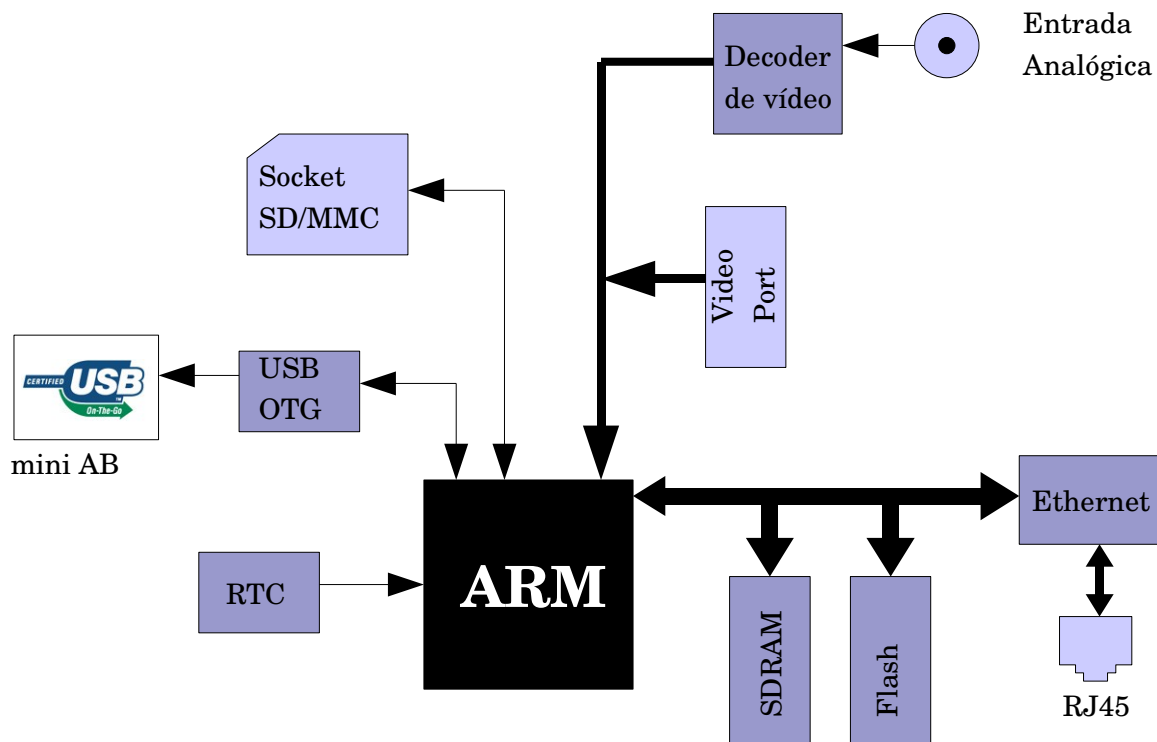 Entrada
Analógica
Decoder
de vídeo
Socket
SD/MMC
Video
Port
CERTIFIED
USB
TM
On-The-Go
USB
OTG
mini AB
Ethernet
RTC
ARM
SDRAM
Flash
RJ45